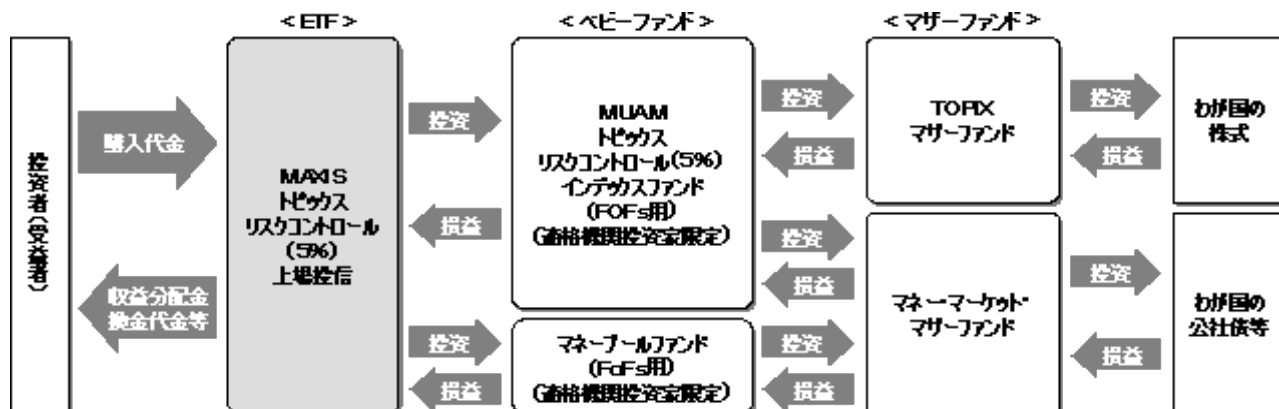 ＜ETF＞
＜ベビーファンド＞
＜マザーファンド＞
投資者(受益者)
購入代金
収益分配金
換金代金等
MAXIS
トピックス
リスクコントロール
(5%)
上場投信
投資
損益
投資
損益
MUAM
トピックス
リスクコントロール(5%)
インデックスファンド
(FOFs用)
(適格機関投資家限定)
マネープールファンド
(FoFs用)
(適格機関投資家限定)
投資
損益
投資
損益
投資
損益
TOPIX
マザーファンド
マネーマーケット・
マザーファンド
投資
損益
投資
損益
わが国の
株式
わが国の
公社債等